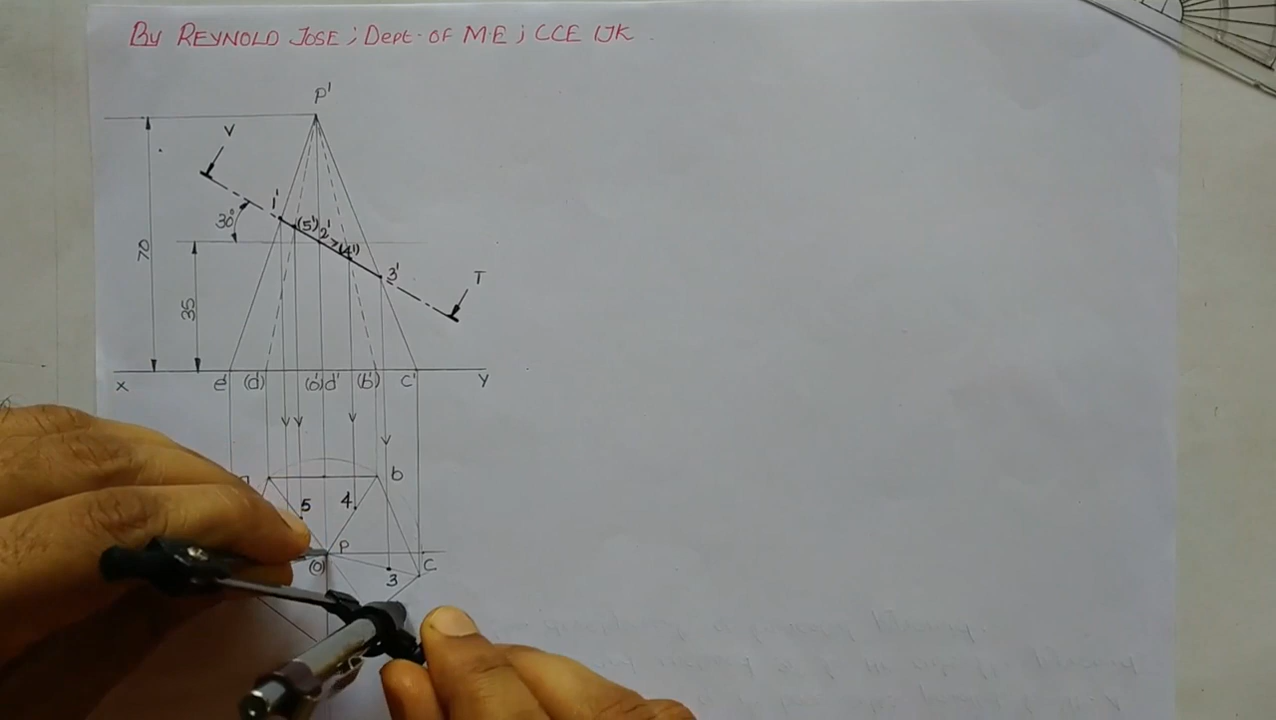 By REYNOLD JOSE ; Dept. OF M.E ; CCE IJK
P'
V
1'
30°
(5') 2'
(4')
70
3'
T
35
X e' (d) (o') d' (b') c' Y
b
5 4
P
(O) C
3